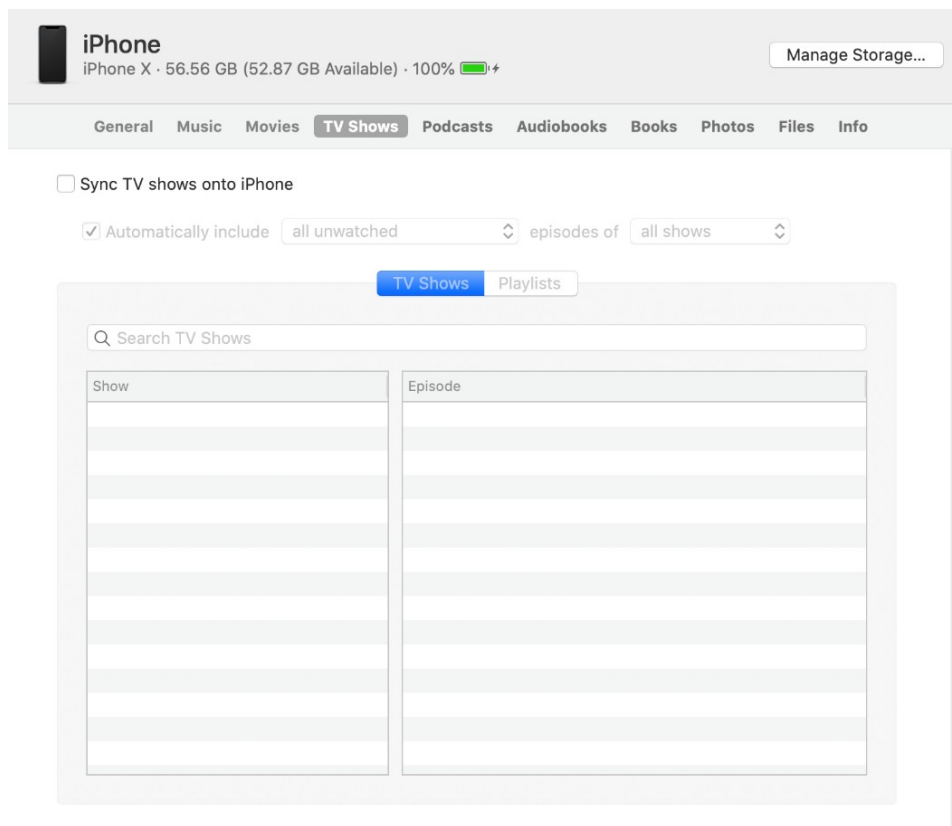 iPhone
iPhone X · 56.56 GB (52.87 GB Available) · 100%
Manage Storage...
General Music Movies TV Shows Podcasts Audiobooks Books Photos Files Info
Sync TV shows onto iPhone
Automatically include all unwatched episodes of all shows
TV Shows Playlists
Search TV Shows
Show Episode